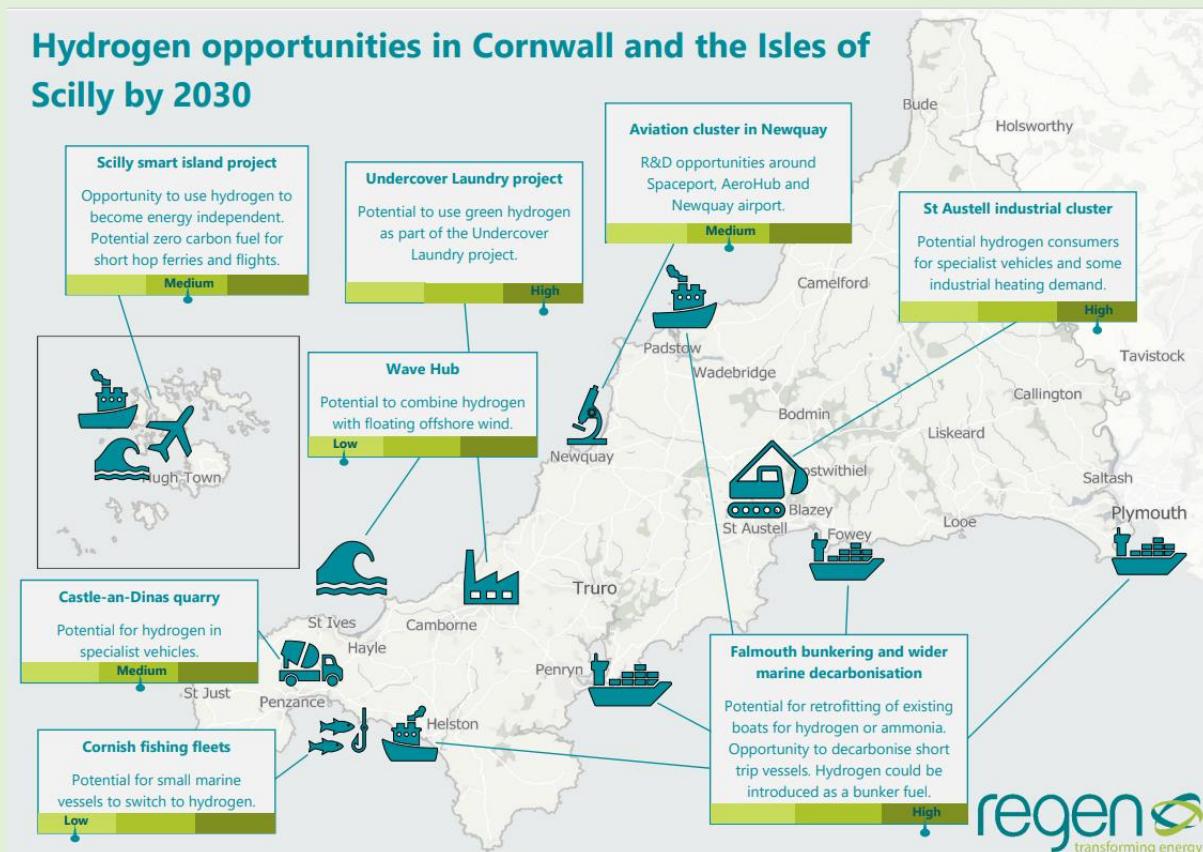 Hydrogen opportunities in Cornwall and the Isles of
Scilly by 2030
Scilly smart island project
Opportunity to use hydrogen to
become energy independent.
Potential zero carbon fuel for
short hop ferries and flights.
Medium
Undercover Laundry project
Potential to use green hydrogen
as part of the Undercover
Laundry project.
High
Aviation cluster in Newquay
R&D opportunities around
Spaceport, AeroHub and
Newquay airport.
Medium
St Austell industrial cluster
Potential hydrogen consumers
for specialist vehicles and some
industrial heating demand.
High
Wave Hub
Potential to combine hydrogen
with floating offshore wind.
Low
Castle-an-Dinas quarry
Potential for hydrogen in
specialist vehicles.
Medium
Cornish fishing fleets
Potential for small marine
vessels to switch to hydrogen.
Low
Falmouth bunkering and wider
marine decarbonisation
Potential for retrofitting of existing
boats for hydrogen or ammonia.
Opportunity to decarbonise short
trip vessels. Hydrogen could be
introduced as a bunker fuel.
High
Bude
Holsworthy
Camelford
Padstow
Wadebridge
Tavistock
Callington
Bodmin
Liskeard
Newquay
ostwithiel
Saltash
Blazey
St Austell
Fowey
Looe
Plymouth
Hugh Town
Truro
St Ives
Camborne
Hayle
Penryn
St Just
Penzance
Helston
regen
transforming energy